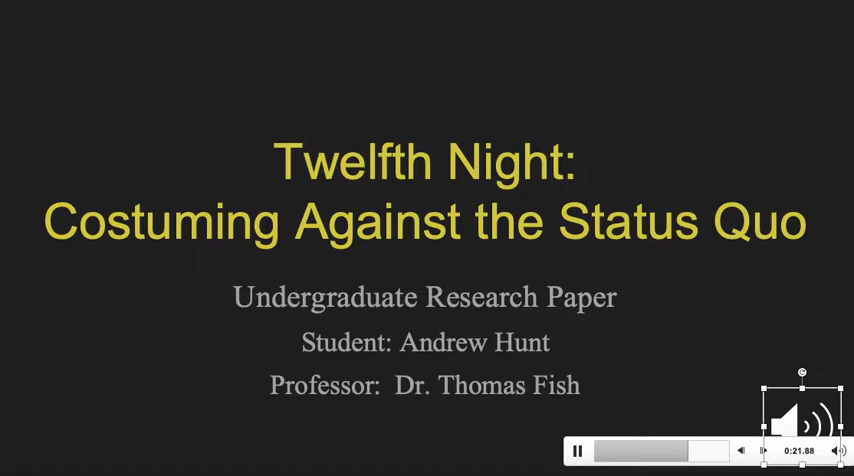 Twelfth Night:
Costuming Against the Status Quo
Undergraduate Research Paper
Student: Andrew Hunt
Professor: Dr. Thomas Fish
0:21.88